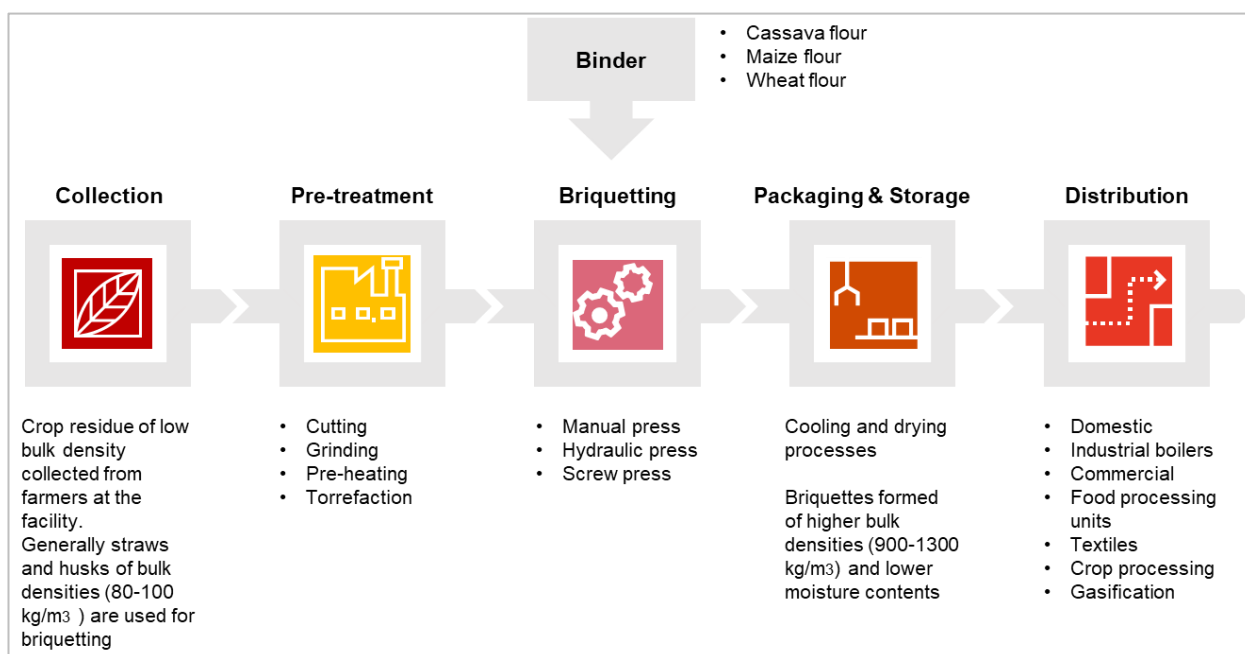 Binder
• Cassava flour
• Maize flour
• Wheat flour
Collection
Pre-treatment
Briquetting
Packaging & Storage
Distribution
Crop residue of low
bulk density
collected from
farmers at the
facility.
Generally straws
and husks of bulk
densities (80-100
kg/m3 ) are used for
briquetting
• Cutting
• Grinding
• Pre-heating
• Torrefaction
• Manual press
• Hydraulic press
• Screw press
Cooling and drying
processes
Briquettes formed
of higher bulk
densities (900-1300
kg/m3) and lower
moisture contents
• Domestic
• Industrial boilers
• Commercial
• Food processing
units
• Textiles
• Crop processing
• Gasification